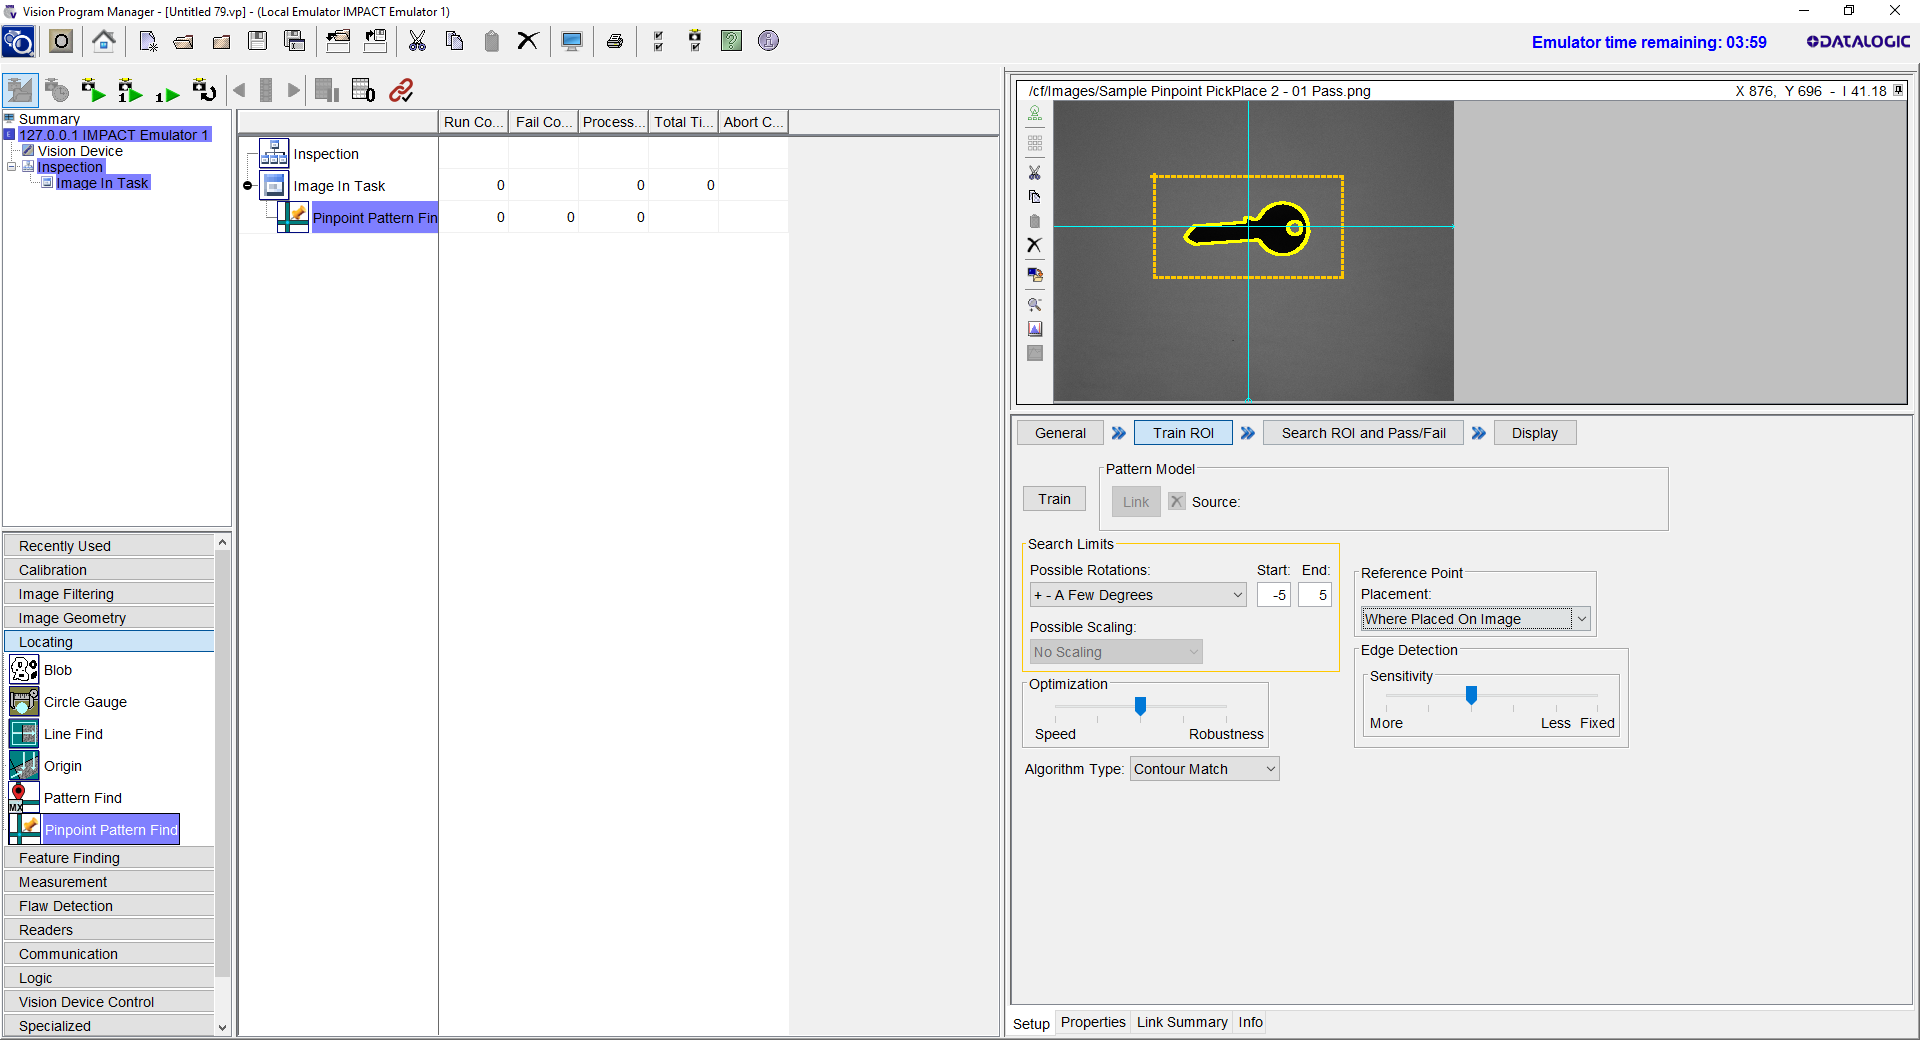 Vision Program Manager - [Untitled 79.vp] - (Local Emulator IMPACT Emulator 1)
Emulator time remaining: 03:59
DATALOGIC
Summary
127.0.0.1 IMPACT Emulator 1
Vision Device
Inspection
Image In Task
Run Co... Fail Co... Process... Total Ti... Abort C...
Inspection
Image In Task 0 0 0
Pinpoint Pattern Fin 0 0 0
/cf/Images/Sample Pinpoint PickPlace 2 - 01 Pass.png X 876, Y 696 - I 41.18
General Train ROI Search ROI and Pass/Fail Display
Pattern Model
Train Link Source:
Search Limits
Possible Rotations: Start: End:
+ - A Few Degrees -5 5
Possible Scaling:
No Scaling
Reference Point
Placement:
Where Placed On Image
Edge Detection
Sensitivity
More Less Fixed
Optimization
Speed Robustness
Algorithm Type: Contour Match
Recently Used
Calibration
Image Filtering
Image Geometry
Locating
Blob
Circle Gauge
Line Find
Origin
MX
Pattern Find
Pinpoint Pattern Find
Feature Finding
Measurement
Flaw Detection
Readers
Communication
Logic
Vision Device Control
Specialized
Setup Properties Link Summary Info